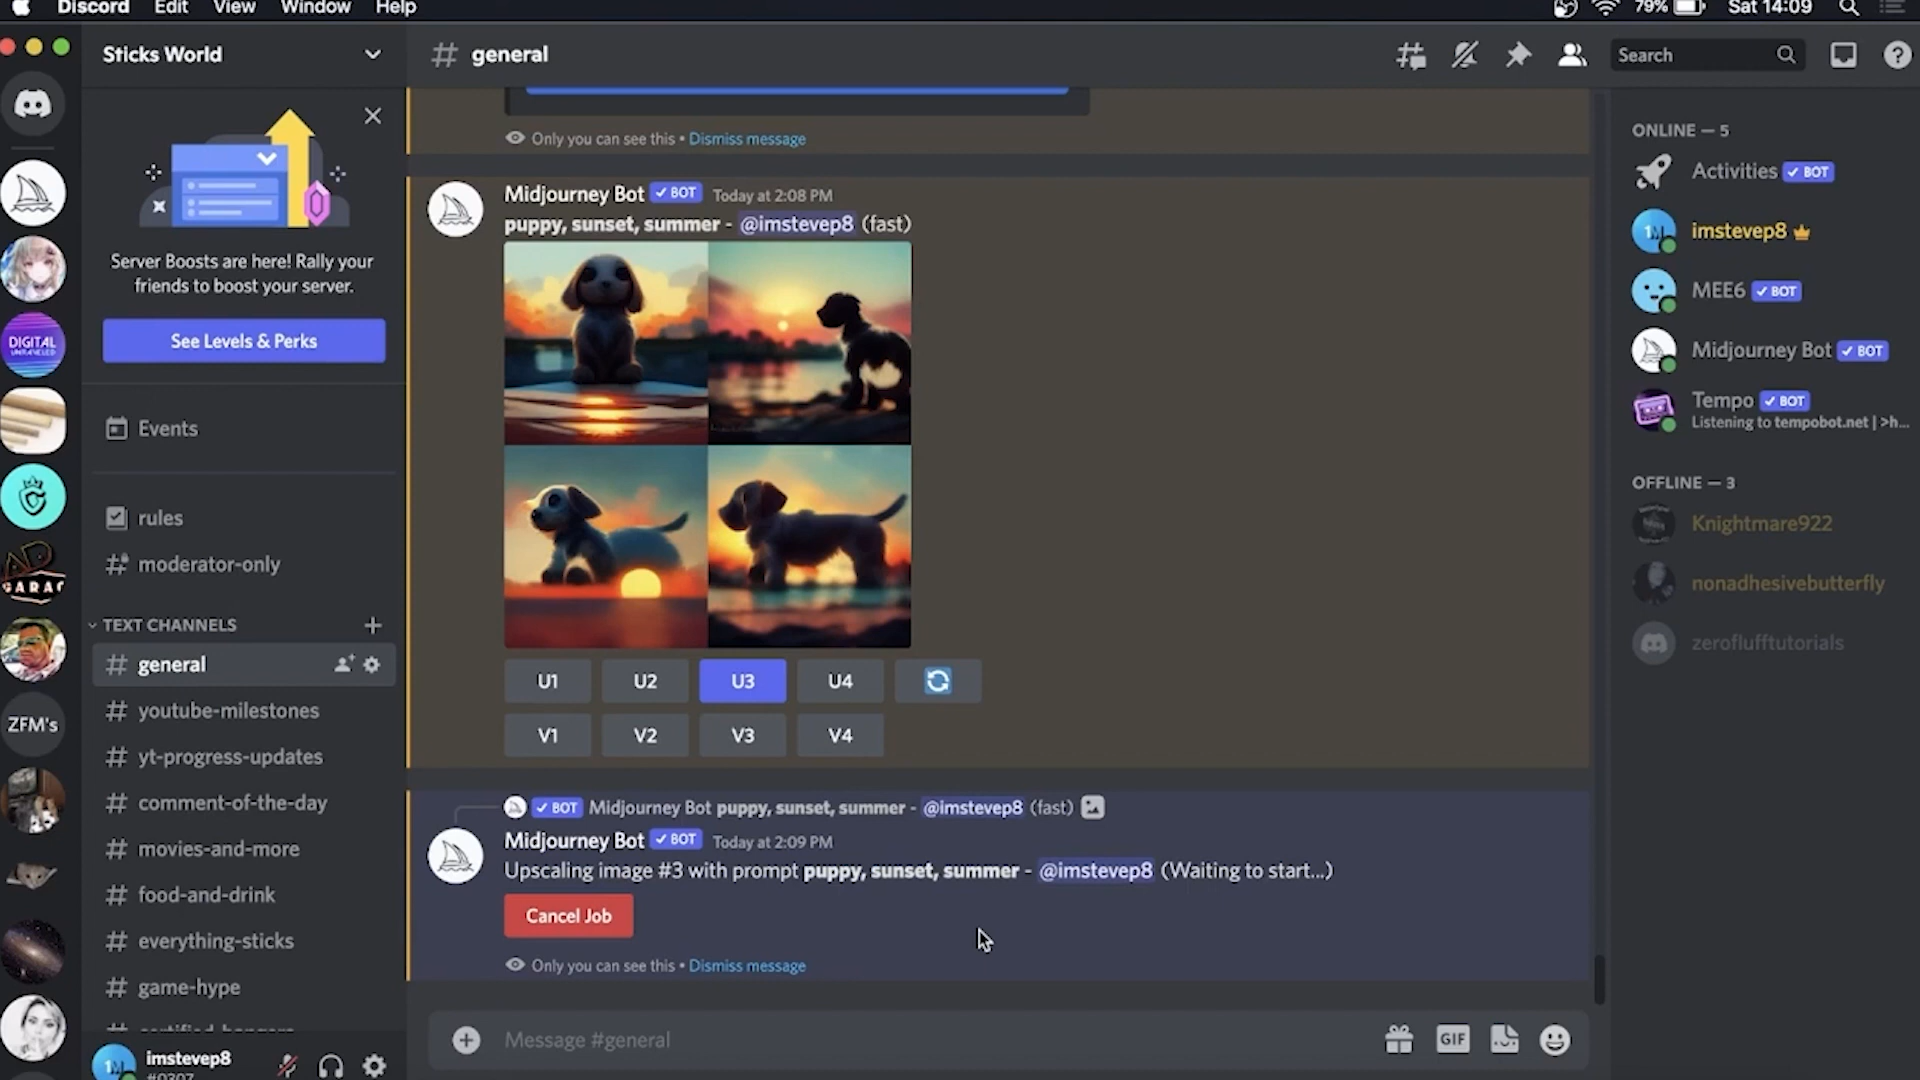 Discord Edit View Window Help
79% Sat 14:09
Sticks World
Server Boosts are here! Rally your
friends to boost your server.
See Levels & Perks
Events
rules
moderator-only
TEXT CHANNELS
general
youtube-milestones
yt-progress-updates
comment-of-the-day
movies-and-more
food-and-drink
everything-sticks
game-hype
imstevep8
DIGITAL
UNRAVELED
ZFM's
# general
Search
Only you can see this • Dismiss message
Midjourney Bot ✓ BOT Today at 2:08 PM
puppy, sunset, summer - @imstevep8 (fast)
U1 U2 U3 U4
V1 V2 V3 V4
✓ BOT Midjourney Bot puppy, sunset, summer - @imstevep8 (fast)
Midjourney Bot ✓ BOT Today at 2:09 PM
Upscaling image #3 with prompt puppy, sunset, summer - @imstevep8 (Waiting to start...)
Cancel Job
Only you can see this • Dismiss message
Message #general
GIF
ONLINE — 5
Activities ✓ BOT
imstevep8
MEE6 ✓ BOT
Midjourney Bot ✓ BOT
Tempo ✓ BOT
Listening to tempobot.net | >h...
OFFLINE — 3
Knightmare922
nonadhesivebutterfly
zeroflufftutorials